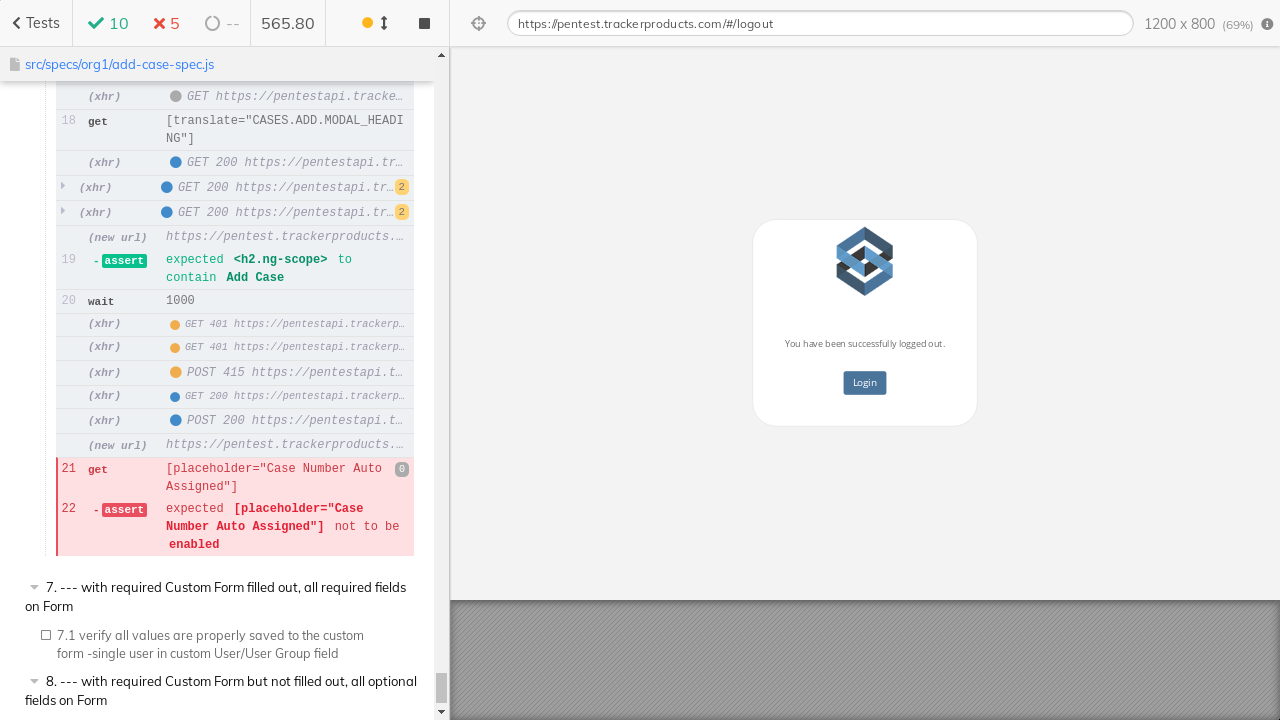 Tests
10
5
--
565.80
https://pentest.trackerproducts.com/#/logout
1200 x 800 (69%)
src/specs/org1/add-case-spec.js
(xhr) GET https://pentestapi.tracke…
18 get [translate="CASES.ADD.MODAL_HEADI
NG"]
(xhr) GET 200 https://pentestapi.tr…
(xhr) GET 200 https://pentestapi.tr… 2
(xhr) GET 200 https://pentestapi.tr… 2
(new url) https://pentest.trackerproducts.…
19 -assert expected <h2.ng-scope> to
contain Add Case
20 wait 1000
(xhr) GET 401 https://pentestapi.trackerp…
(xhr) GET 401 https://pentestapi.trackerp…
(xhr) POST 415 https://pentestapi.t…
(xhr) GET 200 https://pentestapi.trackerp…
(xhr) POST 200 https://pentestapi.t…
(new url) https://pentest.trackerproducts.…
21 get [placeholder="Case Number Auto 0
Assigned"]
22 -assert expected [placeholder="Case
Number Auto Assigned"] not to be
enabled
7. --- with required Custom Form filled out, all required fields
on Form
7.1 verify all values are properly saved to the custom
form -single user in custom User/User Group field
8. --- with required Custom Form but not filled out, all optional
fields on Form
You have been successfully logged out.
Login